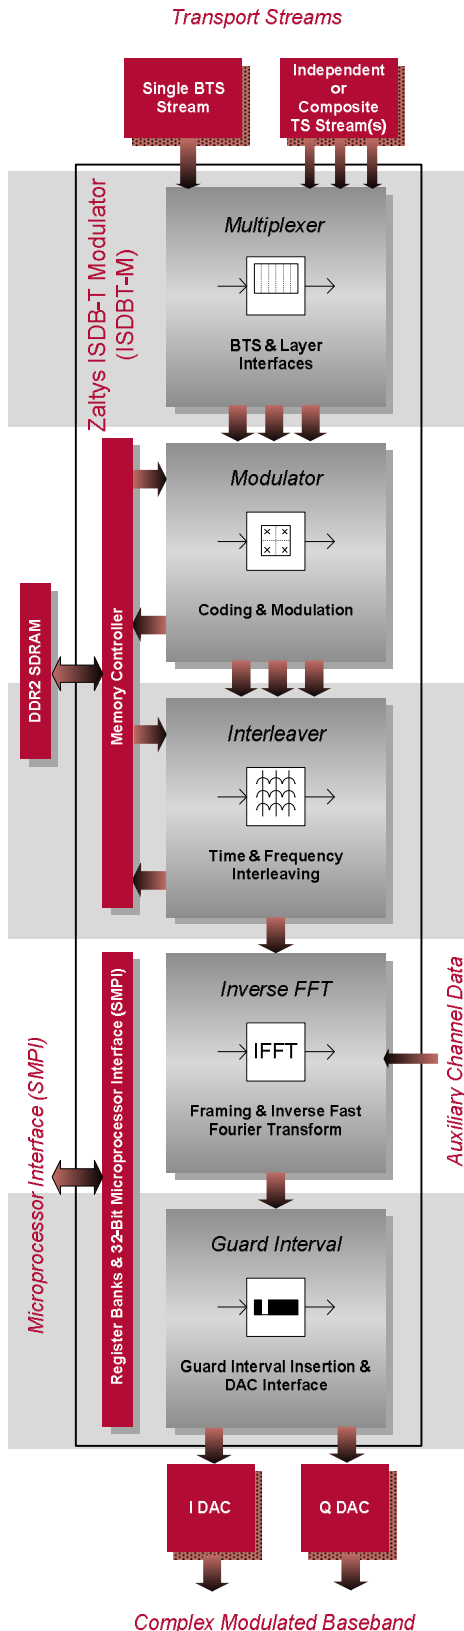 Transport Streams
Single BTS
Stream
Independent
or
Composite
TS Stream(s)
Zaltys ISDB-T Modulator
(ISDBT-M)
Multiplexer
BTS & Layer
Interfaces
Modulator
Coding & Modulation
Memory Controller
DDR2 SDRAM
Interleaver
Time & Frequency
Interleaving
Inverse FFT
IFFT
Framing & Inverse Fast
Fourier Transform
Auxiliary Channel Data
Microprocessor Interface (SMPI)
Register Banks & 32-Bit Microprocessor Interface (SMPI)
Guard Interval
Guard Interval Insertion &
DAC Interface
I DAC
Q DAC
Complex Modulated Baseband